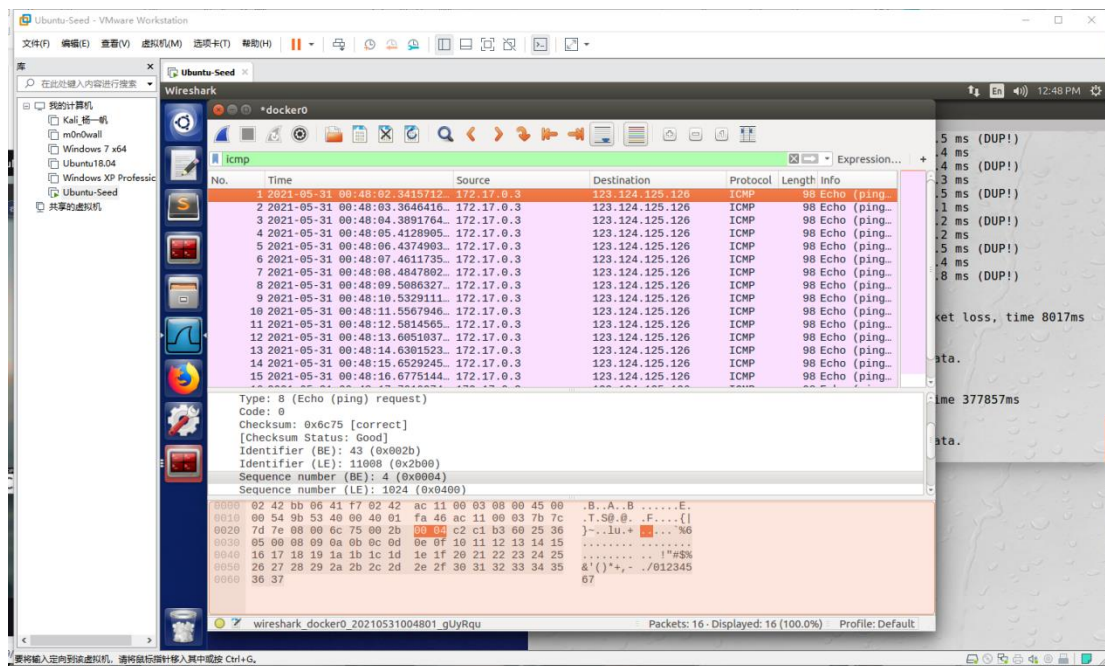 Ubuntu-Seed - VMware Workstation
文件(F) 编辑(E) 查看(V) 虚拟机(M) 选项卡(T) 帮助(H)
库
在此处键入内容进行搜索
我的计算机
Kali_杨一帆
m0n0wall
Windows 7 x64
Ubuntu18.04
Windows XP Professic
Ubuntu-Seed
共享的虚拟机
Ubuntu-Seed
Wireshark
En 12:48 PM
*docker0
icmp
Expression... +
No. Time Source Destination Protocol Length Info
1 2021-05-31 00:48:02.3415712… 172.17.0.3 123.124.125.126 ICMP 98 Echo (ping…
2 2021-05-31 00:48:03.3646416… 172.17.0.3 123.124.125.126 ICMP 98 Echo (ping…
3 2021-05-31 00:48:04.3891764… 172.17.0.3 123.124.125.126 ICMP 98 Echo (ping…
4 2021-05-31 00:48:05.4128905… 172.17.0.3 123.124.125.126 ICMP 98 Echo (ping…
5 2021-05-31 00:48:06.4374903… 172.17.0.3 123.124.125.126 ICMP 98 Echo (ping…
6 2021-05-31 00:48:07.4611735… 172.17.0.3 123.124.125.126 ICMP 98 Echo (ping…
7 2021-05-31 00:48:08.4847802… 172.17.0.3 123.124.125.126 ICMP 98 Echo (ping…
8 2021-05-31 00:48:09.5086327… 172.17.0.3 123.124.125.126 ICMP 98 Echo (ping…
9 2021-05-31 00:48:10.5329111… 172.17.0.3 123.124.125.126 ICMP 98 Echo (ping…
10 2021-05-31 00:48:11.5567946… 172.17.0.3 123.124.125.126 ICMP 98 Echo (ping…
11 2021-05-31 00:48:12.5814565… 172.17.0.3 123.124.125.126 ICMP 98 Echo (ping…
12 2021-05-31 00:48:13.6051037… 172.17.0.3 123.124.125.126 ICMP 98 Echo (ping…
13 2021-05-31 00:48:14.6301523… 172.17.0.3 123.124.125.126 ICMP 98 Echo (ping…
14 2021-05-31 00:48:15.6529245… 172.17.0.3 123.124.125.126 ICMP 98 Echo (ping…
15 2021-05-31 00:48:16.6775144… 172.17.0.3 123.124.125.126 ICMP 98 Echo (ping…
Type: 8 (Echo (ping) request)
Code: 0
Checksum: 0x6c75 [correct]
[Checksum Status: Good]
Identifier (BE): 43 (0x002b)
Identifier (LE): 11008 (0x2b00)
Sequence number (BE): 4 (0x0004)
Sequence number (LE): 1024 (0x0400)
0000 02 42 bb 06 41 f7 02 42 ac 11 00 03 08 00 45 00 .B..A..B ......E.
0010 00 54 9b 53 40 00 40 01 fa 46 ac 11 00 03 7b 7c .T.S@.@. .F....{|
0020 7d 7e 08 00 6c 75 00 2b 00 04 c2 c1 b3 60 25 36 }~..lu.+ .....`%6
0030 05 00 08 09 0a 0b 0c 0d 0e 0f 10 11 12 13 14 15 ........ ........
0040 16 17 18 19 1a 1b 1c 1d 1e 1f 20 21 22 23 24 25 ........ .. !"#$%
0050 26 27 28 29 2a 2b 2c 2d 2e 2f 30 31 32 33 34 35 &'()*+,- ./012345
0060 36 37 67
wireshark_docker0_20210531004801_gUyRqu Packets: 16 · Displayed: 16 (100.0%) Profile: Default
.5 ms (DUP!)
.4 ms
.4 ms (DUP!)
.3 ms
.5 ms (DUP!)
.1 ms
.2 ms (DUP!)
.2 ms
.5 ms (DUP!)
.4 ms
.8 ms (DUP!)
ket loss, time 8017ms
ata.
ime 377857ms
ata.
要将输入定向到该虚拟机，请将鼠标指针移入其中或按 Ctrl+G。